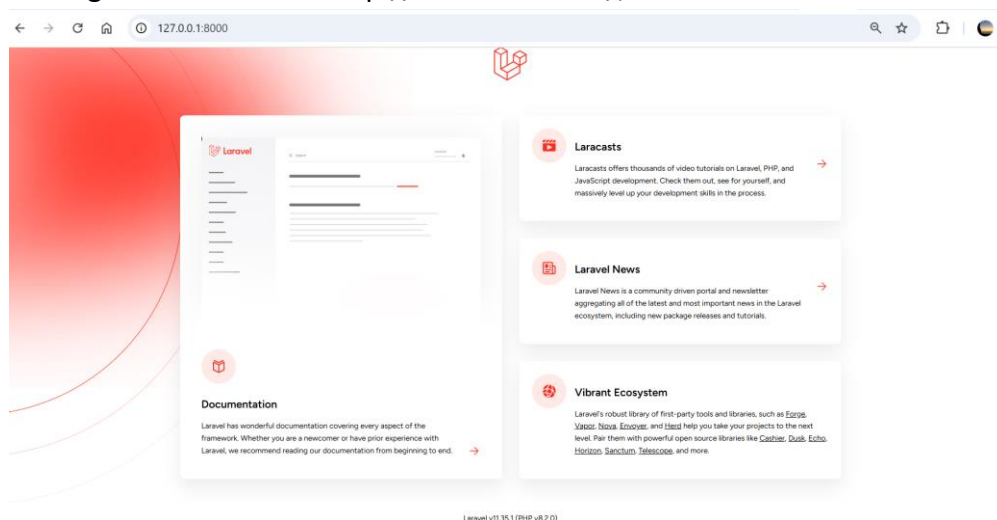 127.0.0.1:8000
Laravel
Documentation
Laravel has wonderful documentation covering every aspect of the
framework. Whether you are a newcomer or have prior experience with
Laravel, we recommend reading our documentation from beginning to end.
Laracasts
Laracasts offers thousands of video tutorials on Laravel, PHP, and
JavaScript development. Check them out, see for yourself, and
massively level up your development skills in the process.
Laravel News
Laravel News is a community driven portal and newsletter
aggregating all of the latest and most important news in the Laravel
ecosystem, including new package releases and tutorials.
Vibrant Ecosystem
Laravel's robust library of first-party tools and libraries, such as Forge,
Vapor, Nova, Envoyer, and Herd help you take your projects to the next
level. Pair them with powerful open source libraries like Cashier, Dusk, Echo,
Horizon, Sanctum, Telescope, and more.
Laravel v11.35.1 (PHP v8.2.0)